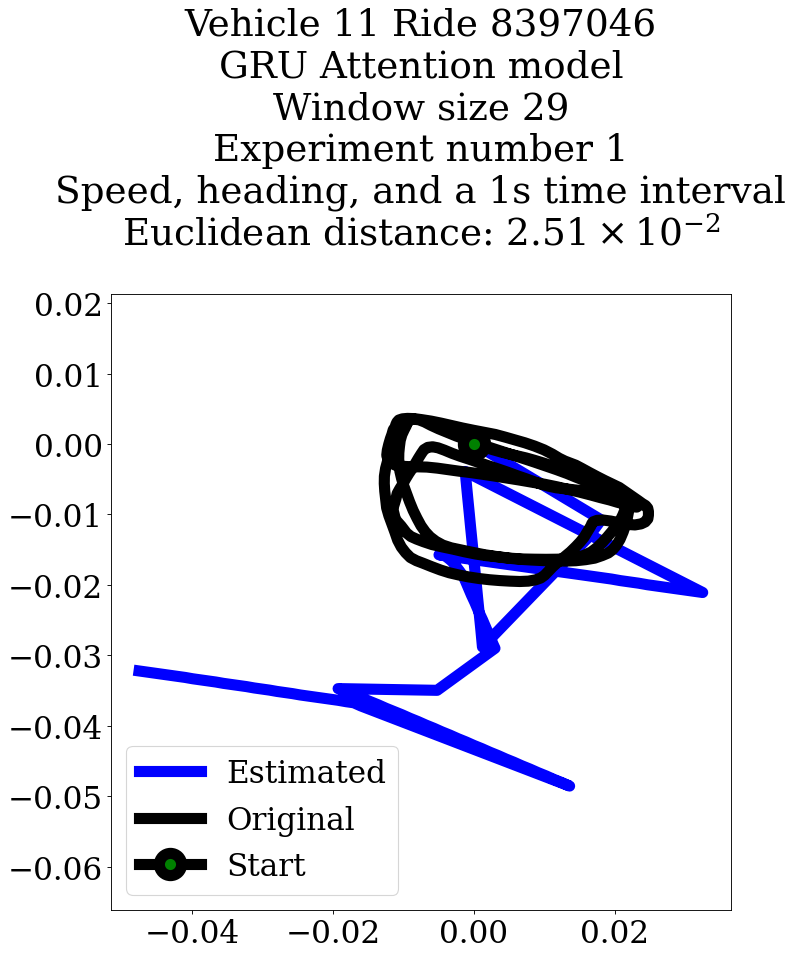 Vehicle 11 Ride 8397046
GRU Attention model
Window size 29
Experiment number 1
Speed, heading, and a 1s time interval
Euclidean distance: 2.51 × 10⁻²
0.02
0.01
0.00
−0.01
−0.02
−0.03
−0.04
−0.05
−0.06
Estimated
Original
Start
−0.04 −0.02 0.00 0.02